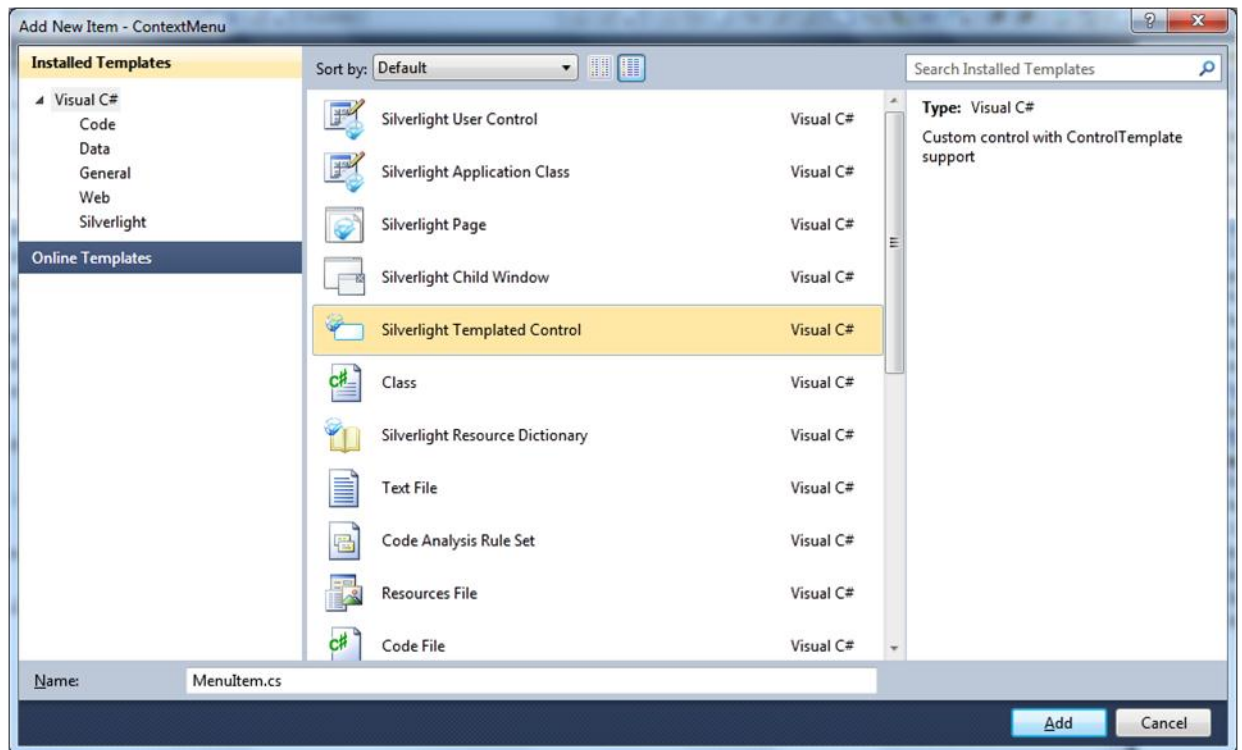 Add New Item - ContextMenu
Installed Templates
Visual C#
Code
Data
General
Web
Silverlight
Online Templates
Sort by: Default
Silverlight User Control Visual C#
Silverlight Application Class Visual C#
Silverlight Page Visual C#
Silverlight Child Window Visual C#
Silverlight Templated Control Visual C#
Class Visual C#
Silverlight Resource Dictionary Visual C#
Text File Visual C#
Code Analysis Rule Set Visual C#
Resources File Visual C#
Code File Visual C#
Search Installed Templates
Type: Visual C#
Custom control with ControlTemplate
support
Name: MenuItem.cs
Add Cancel